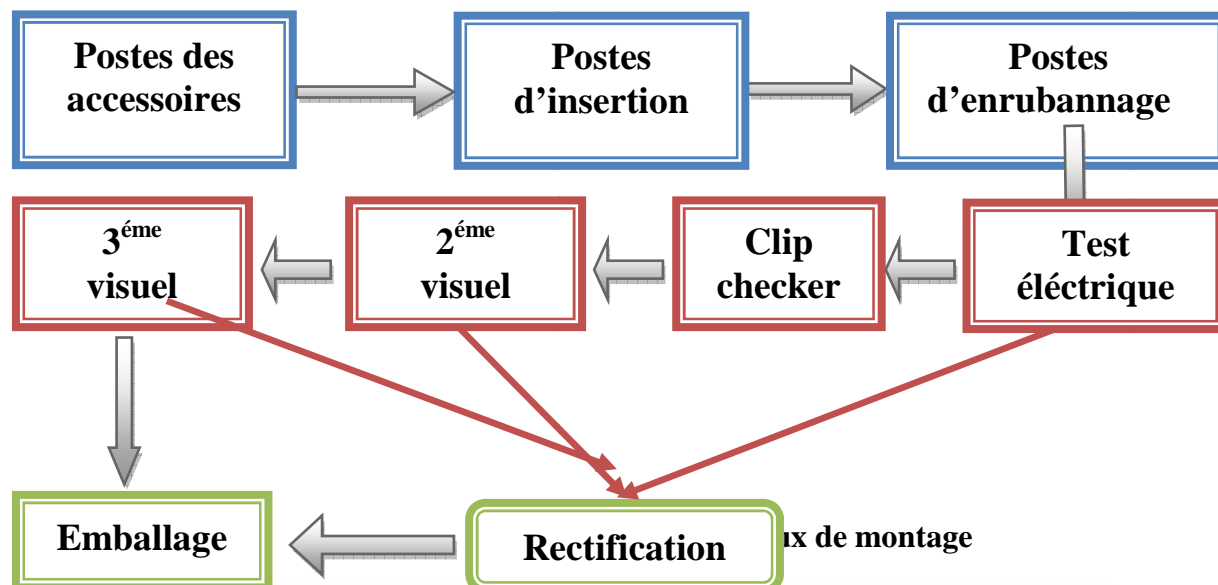 Postes des
accessoires
Postes
d’insertion
Postes
d’enrubannage
3éme
visuel
2éme
visuel
Clip
checker
Test
éléctrique
Emballage
Rectification
de montage